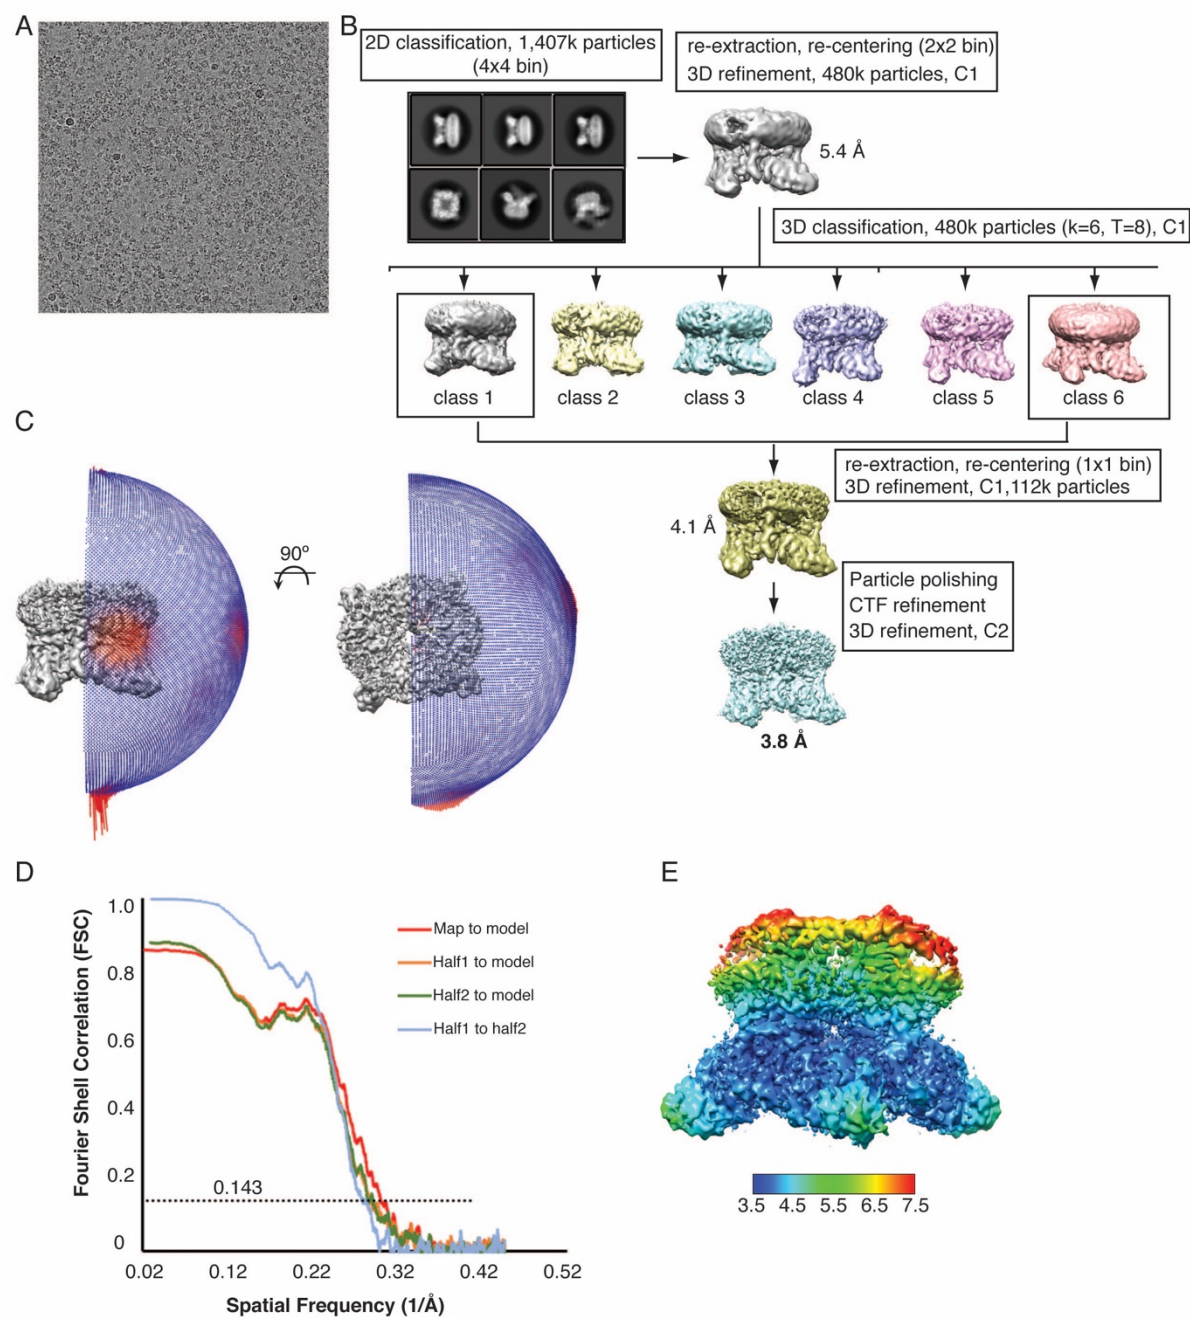 A
B
2D classification, 1,407k particles
(4x4 bin)
re-extraction, re-centering (2x2 bin)
3D refinement, 480k particles, C1
5.4 Å
3D classification, 480k particles (k=6, T=8), C1
class 1
class 2
class 3
class 4
class 5
class 6
re-extraction, re-centering (1x1 bin)
3D refinement, C1,112k particles
4.1 Å
Particle polishing
CTF refinement
3D refinement, C2
3.8 Å
C
90º
D
Fourier Shell Correlation (FSC)
1.0
0.8
0.6
0.4
0.2
0
Map to model
Half1 to model
Half2 to model
Half1 to half2
0.143
0.02 0.12 0.22 0.32 0.42 0.52
Spatial Frequency (1/Å)
E
3.5 4.5 5.5 6.5 7.5